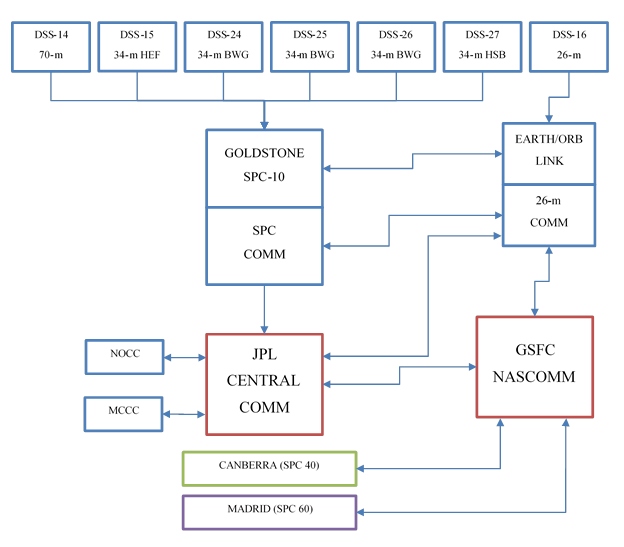 DSS-14
70-m
DSS-15
34-m HEF
DSS-24
34-m BWG
DSS-25
34-m BWG
DSS-26
34-m BWG
DSS-27
34-m HSB
DSS-16
26-m
GOLDSTONE
SPC-10
EARTH/ORB
LINK
SPC
COMM
26-m
COMM
NOCC
JPL
CENTRAL
COMM
GSFC
NASCOMM
MCCC
CANBERRA (SPC 40)
MADRID (SPC 60)